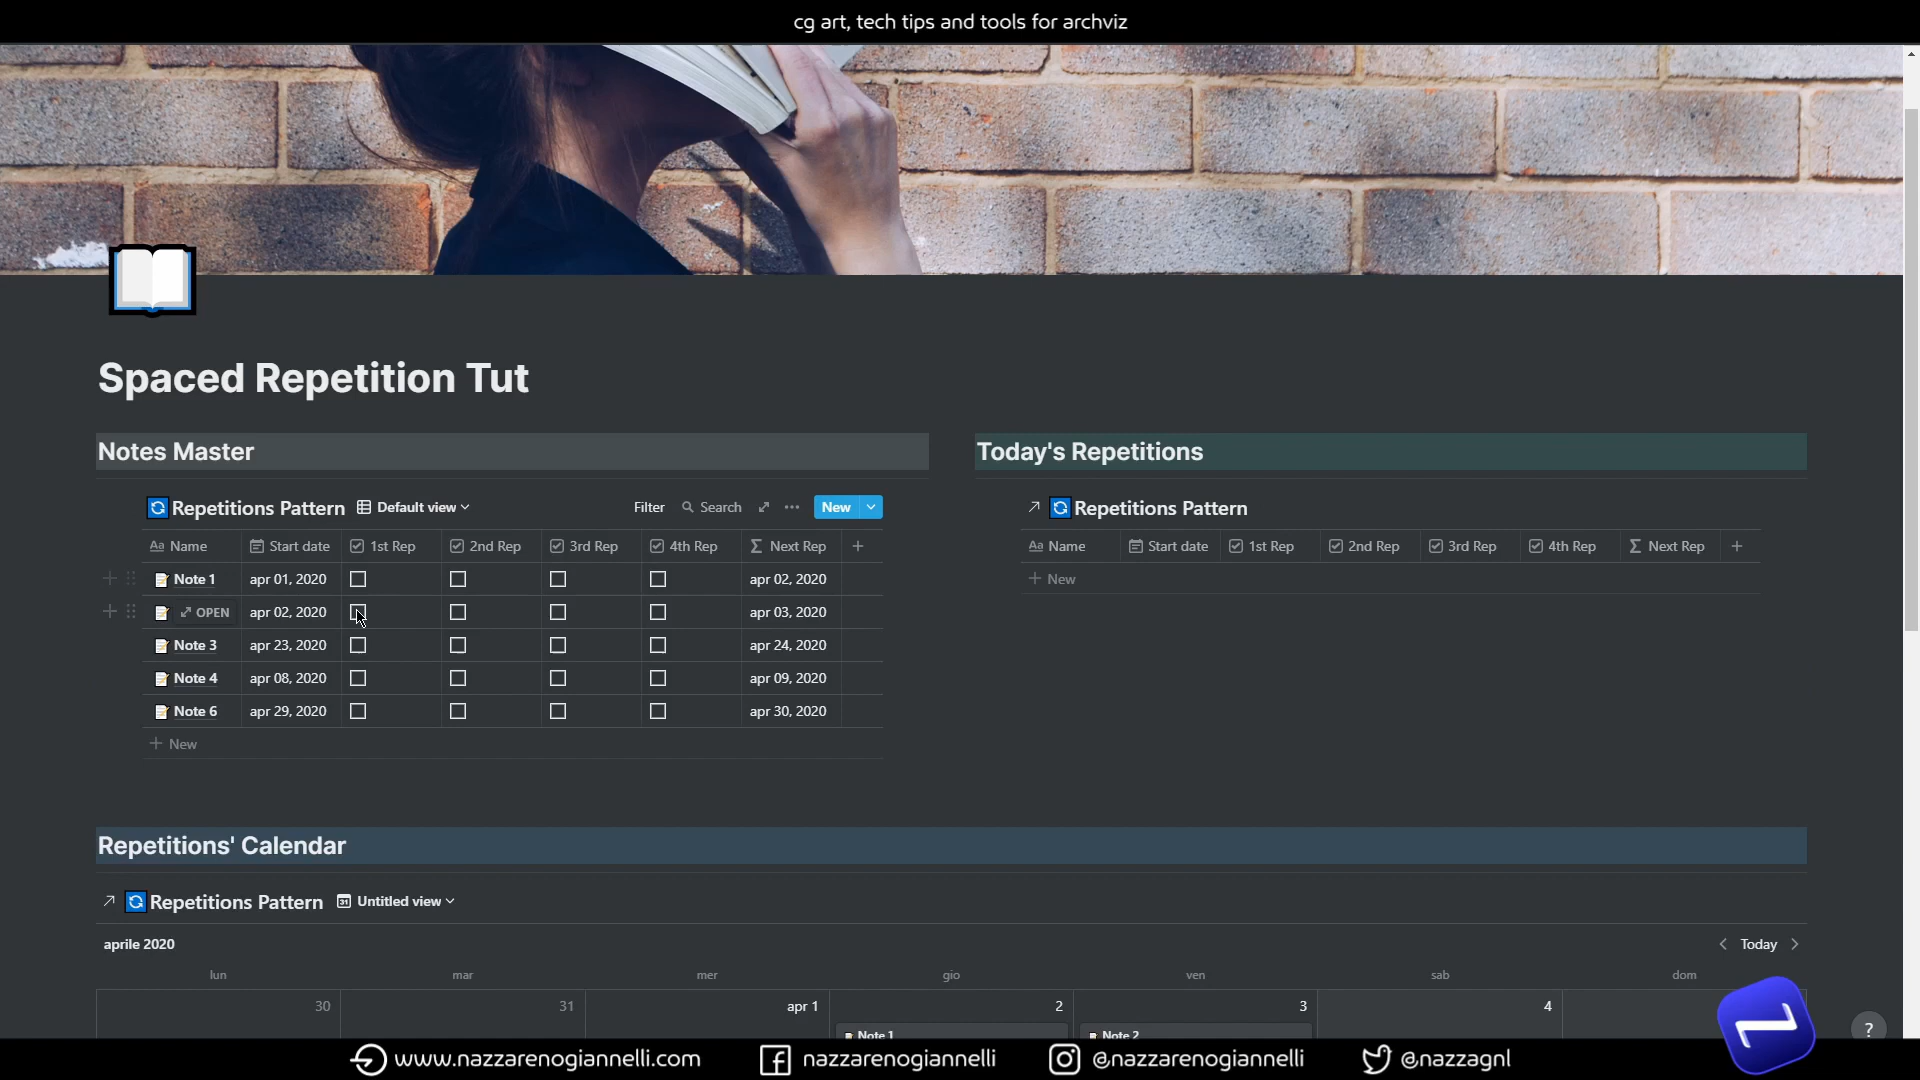 cg art, tech tips and tools for archviz
Spaced Repetition Tut
Notes Master
Repetitions Pattern Default view Filter Search ••• New
Aa Name Start date 1st Rep 2nd Rep 3rd Rep 4th Rep Σ Next Rep +
Note 1 apr 01, 2020 apr 02, 2020
OPEN apr 02, 2020 apr 03, 2020
Note 3 apr 23, 2020 apr 24, 2020
Note 4 apr 08, 2020 apr 09, 2020
Note 6 apr 29, 2020 apr 30, 2020
+ New
Today's Repetitions
Repetitions Pattern
Aa Name Start date 1st Rep 2nd Rep 3rd Rep 4th Rep Σ Next Rep +
+ New
Repetitions' Calendar
Repetitions Pattern 31 Untitled view
aprile 2020 < Today >
lun mar mer gio ven sab dom
30 31 apr 1 2 3 4
Note 1 Note 2
?
www.nazzarenogiannelli.com nazzarenogiannelli @nazzarenogiannelli @nazzagnl